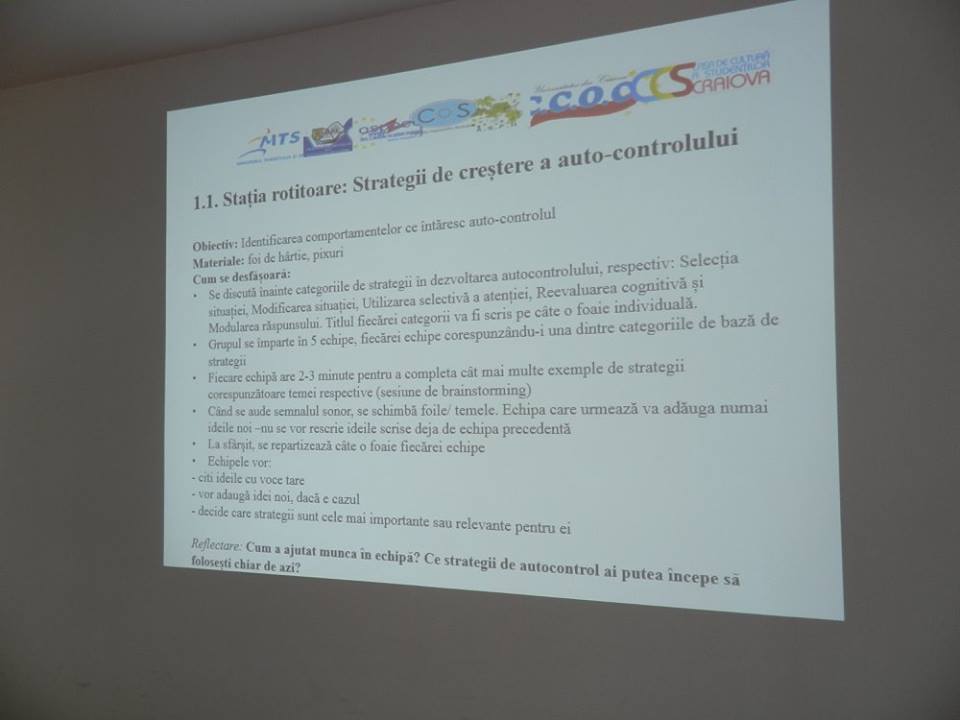 MTS
COS
Universitatea din Craiova
C.O.C
CCS
CASA DE CULTURĂ
A STUDENȚILOR
CRAIOVA
1.1. Stația rotitoare: Strategii de creștere a auto-controlului
Obiectiv: Identificarea comportamentelor ce întăresc auto-controlul
Materiale: foi de hârtie, pixuri
Cum se desfășoară:
• Se discută înainte categoriile de strategii în dezvoltarea autocontrolului, respectiv: Selecția
situației, Modificarea situației, Utilizarea selectivă a atenției, Reevaluarea cognitivă și
Modularea răspunsului. Titlul fiecărei categorii va fi scris pe câte o foaie individuală.
• Grupul se împarte în 5 echipe, fiecărei echipe corespunzându-i una dintre categoriile de bază de
strategii
• Fiecare echipă are 2-3 minute pentru a completa cât mai multe exemple de strategii
corespunzătoare temei respective (sesiune de brainstorming)
• Când se aude semnalul sonor, se schimbă foile/ temele. Echipa care urmează va adăuga numai
ideile noi –nu se vor rescrie ideile scrise deja de echipa precedentă
• La sfârșit, se repartizează câte o foaie fiecărei echipe
• Echipele vor:
- citi ideile cu voce tare
- vor adaugă idei noi, dacă e cazul
- decide care strategii sunt cele mai importante sau relevante pentru ei
Reflectare: Cum a ajutat munca în echipă? Ce strategii de autocontrol ai putea începe să
folosești chiar de azi?